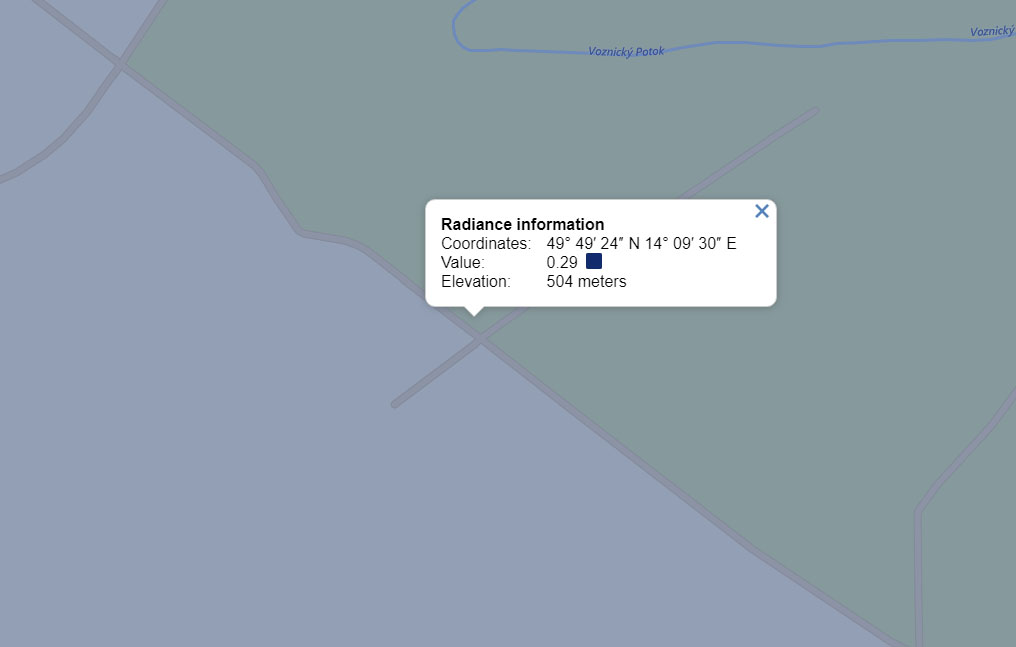 Voznický
Voznický Potok
Radiance information
Coordinates: 49° 49′ 24″ N 14° 09′ 30″ E
Value: 0.29
Elevation: 504 meters